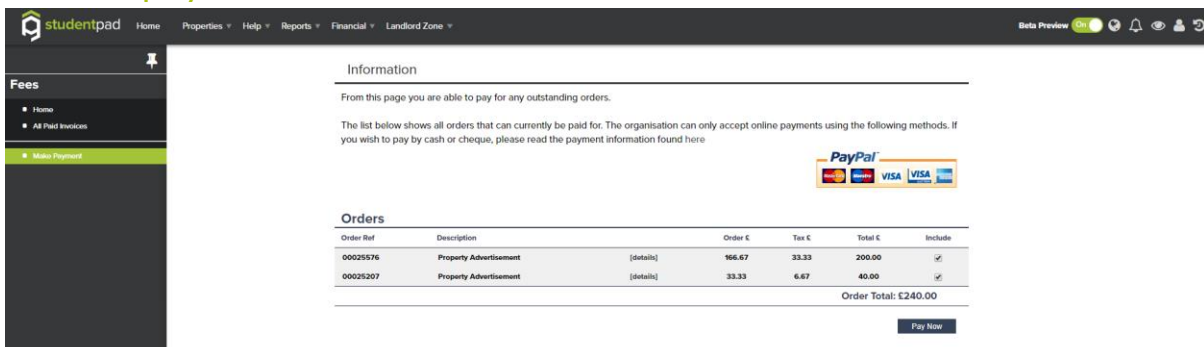 studentpad Home Properties Help Reports Financial Landlord Zone Beta Preview On
Fees
Home
All Paid Invoices
Make Payment
Information
From this page you are able to pay for any outstanding orders.
The list below shows all orders that can currently be paid for. The organisation can only accept online payments using the following methods. If
you wish to pay by cash or cheque, please read the payment information found here
PayPal
VISA VISA
Orders
Order Ref Description Order £ Tax £ Total £ Include
00025576 Property Advertisement [details] 166.67 33.33 200.00
00025207 Property Advertisement [details] 33.33 6.67 40.00
Order Total: £240.00
Pay Now